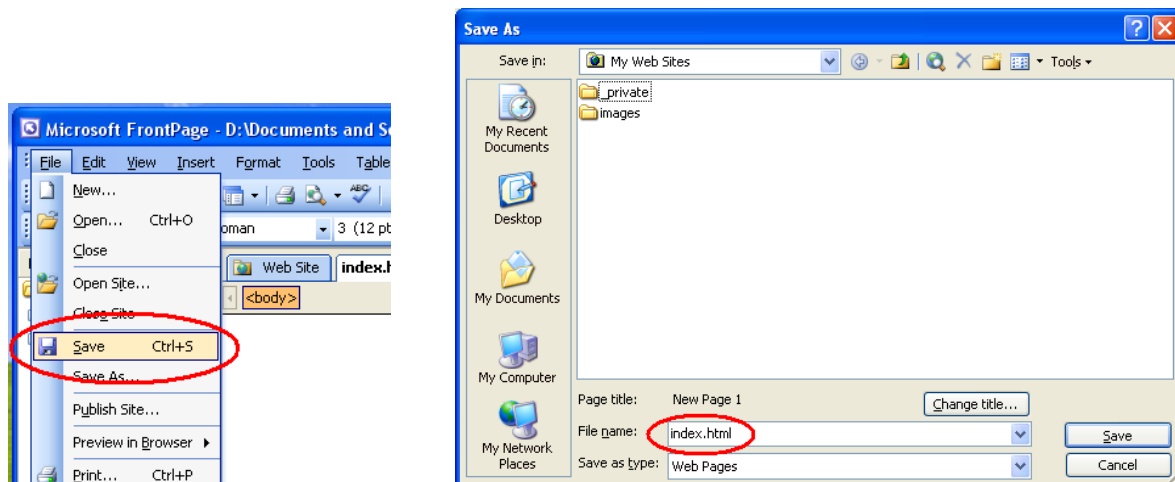 Microsoft FrontPage - D:\Documents and Se
File Edit View Insert Format Tools Table
New...
Open... Ctrl+O
oman 3 (12 pt
Close
Web Site index.h
Open Site...
<body>
Close Site
Save Ctrl+S
Save As...
Publish Site...
Preview in Browser
Print... Ctrl+P
Save As
Save in: My Web Sites Tools
_private
images
My Recent
Documents
Desktop
My Documents
My Computer
My Network
Places
Page title: New Page 1 Change title...
File name: index.html Save
Save as type: Web Pages Cancel